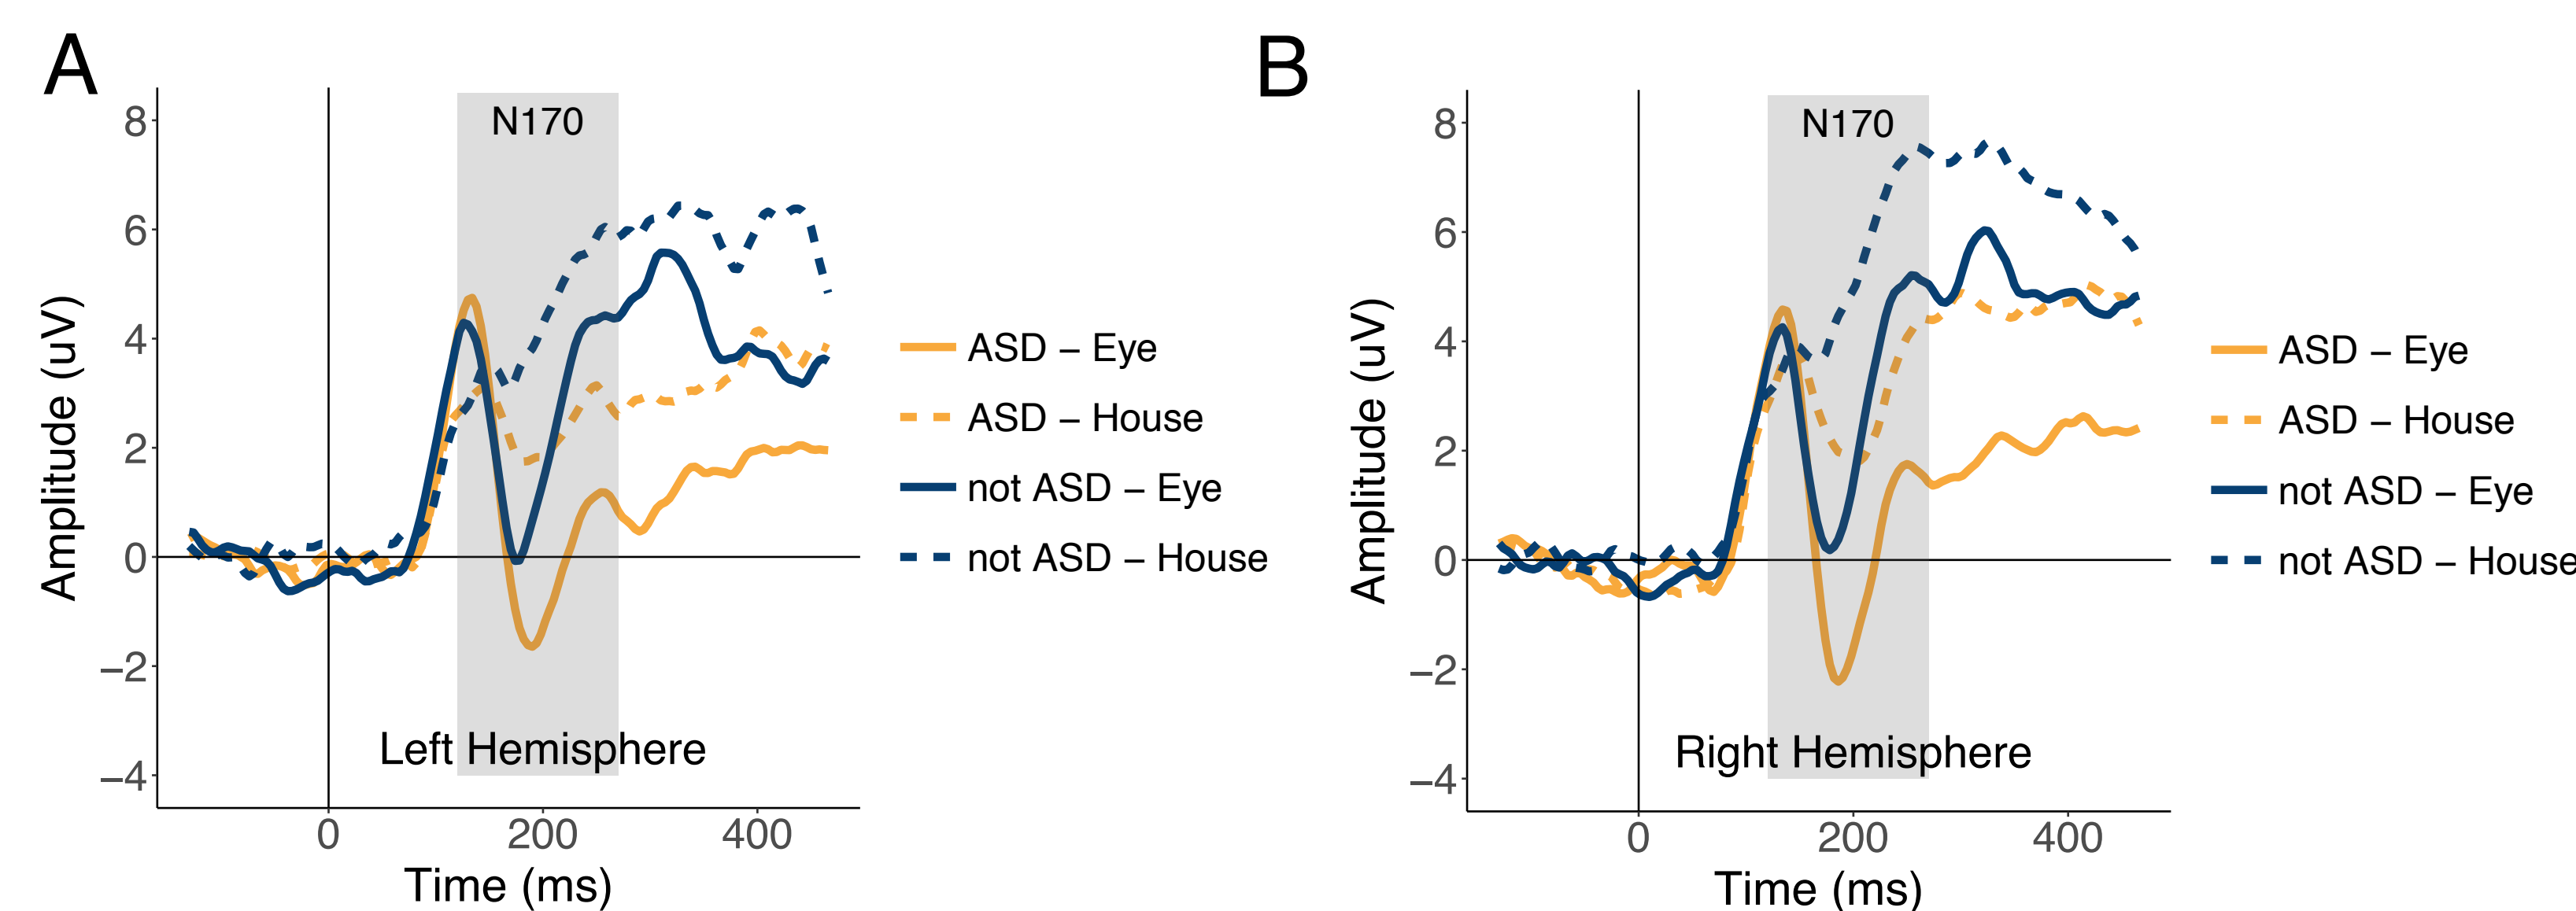 A
N170
8
6
4
2
0
−2
−4
Amplitude (uV)
Left Hemisphere
0 200 400
Time (ms)
ASD − Eye
ASD − House
not ASD − Eye
not ASD − House
B
N170
8
6
4
2
0
−2
−4
Amplitude (uV)
Right Hemisphere
0 200 400
Time (ms)
ASD − Eye
ASD − House
not ASD − Eye
not ASD − House